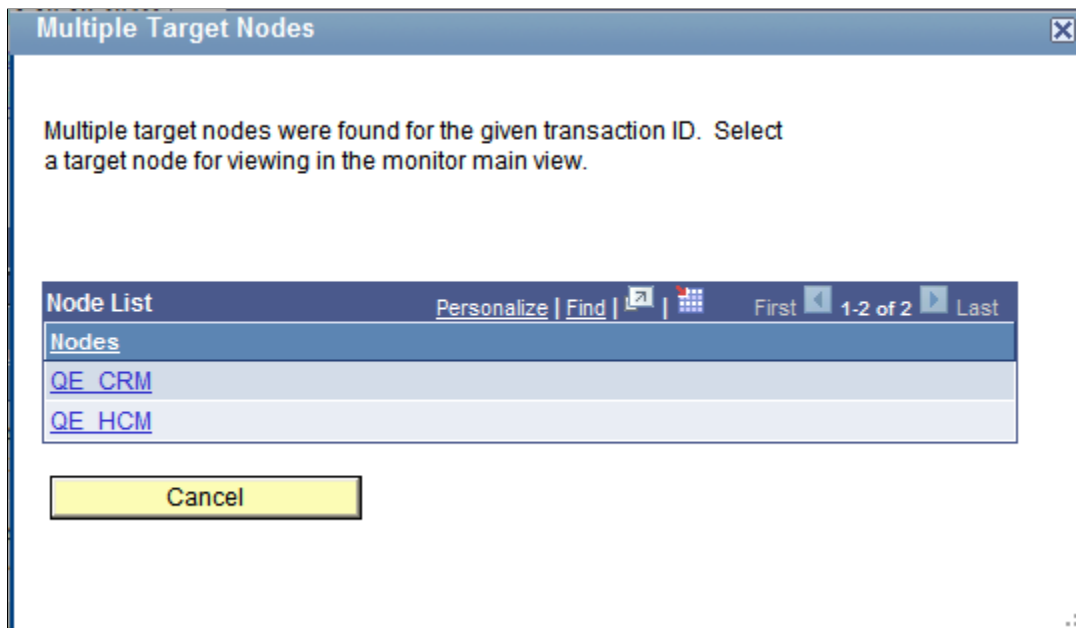 Multiple Target Nodes
Multiple target nodes were found for the given transaction ID.  Select
a target node for viewing in the monitor main view.
Node List Personalize | Find | | First 1-2 of 2 Last
Nodes
QE_CRM
QE_HCM
Cancel